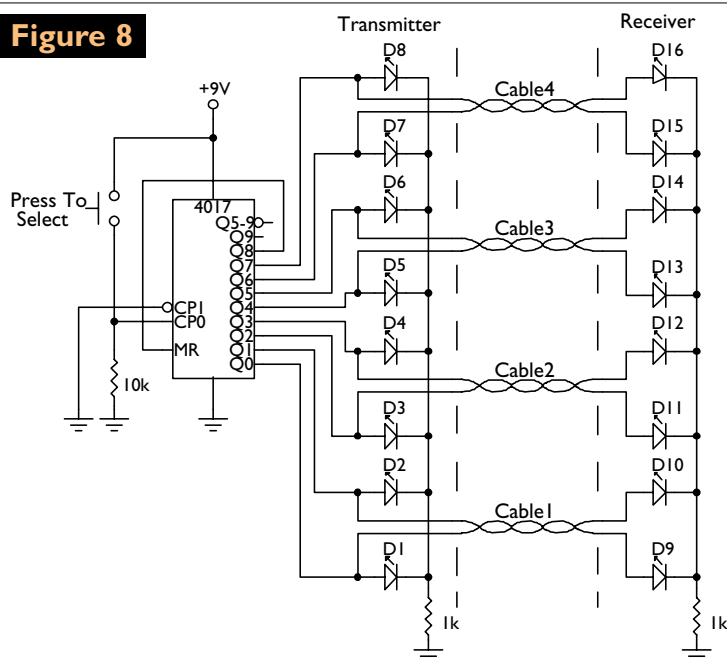 Figure 8
Transmitter
Receiver
+9V
Press To
Select
4017
Q5-9
Q9
Q8
Q7
Q6
Q5
Q4
Q3
Q2
Q1
Q0
CP1
CP0
MR
10k
D8
D7
D6
D5
D4
D3
D2
D1
1k
Cable4
Cable3
Cable2
Cable1
D16
D15
D14
D13
D12
D11
D10
D9
1k